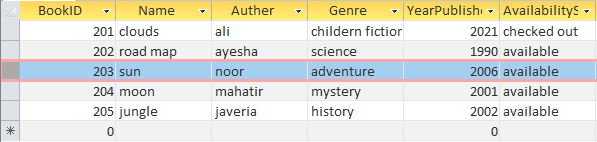 BookID Name Auther Genre YearPublishe AvailabilityS
201 clouds ali childern fiction 2021 checked out
202 road map ayesha science 1990 available
203 sun noor adventure 2006 available
204 moon mahatir mystery 2001 available
205 jungle javeria history 2002 available
* 0 0